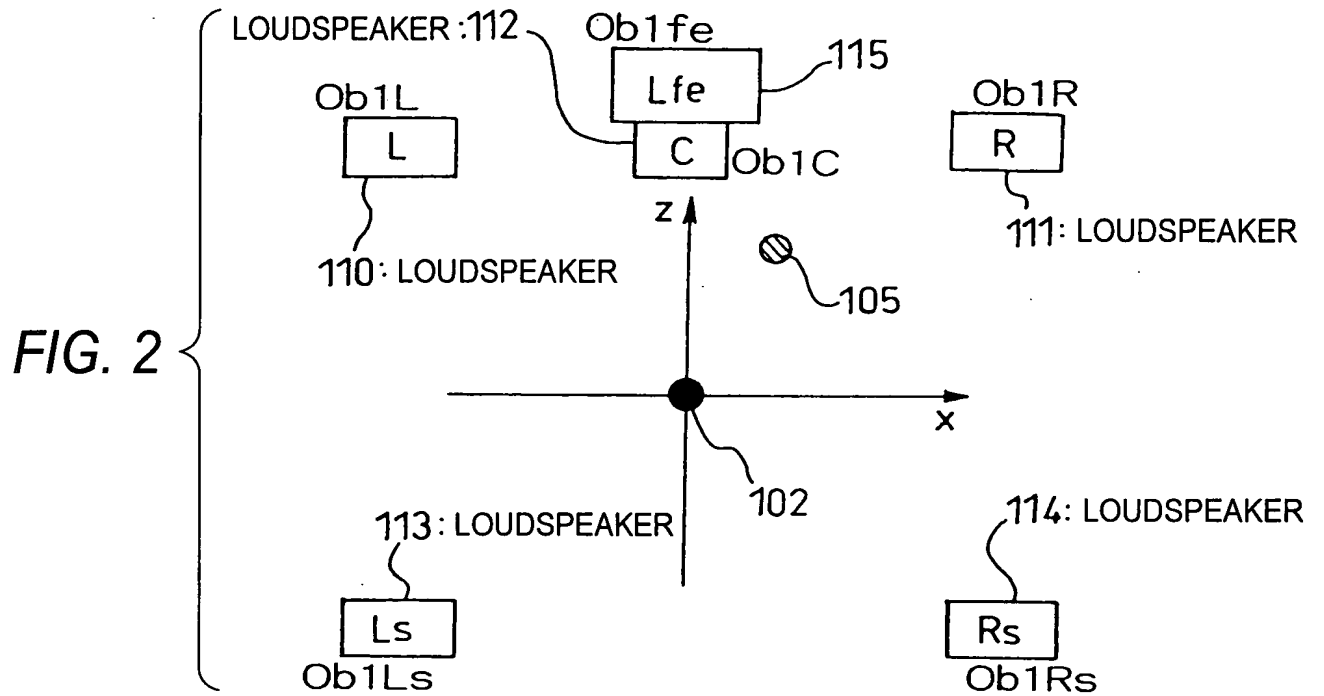 LOUDSPEAKER :112
Ob1fe
115
Lfe
Ob1L
L
C
Ob1C
Ob1R
R
110: LOUDSPEAKER
111: LOUDSPEAKER
z
105
FIG. 2
x
102
113: LOUDSPEAKER
114: LOUDSPEAKER
Ls
Ob1Ls
Rs
Ob1Rs